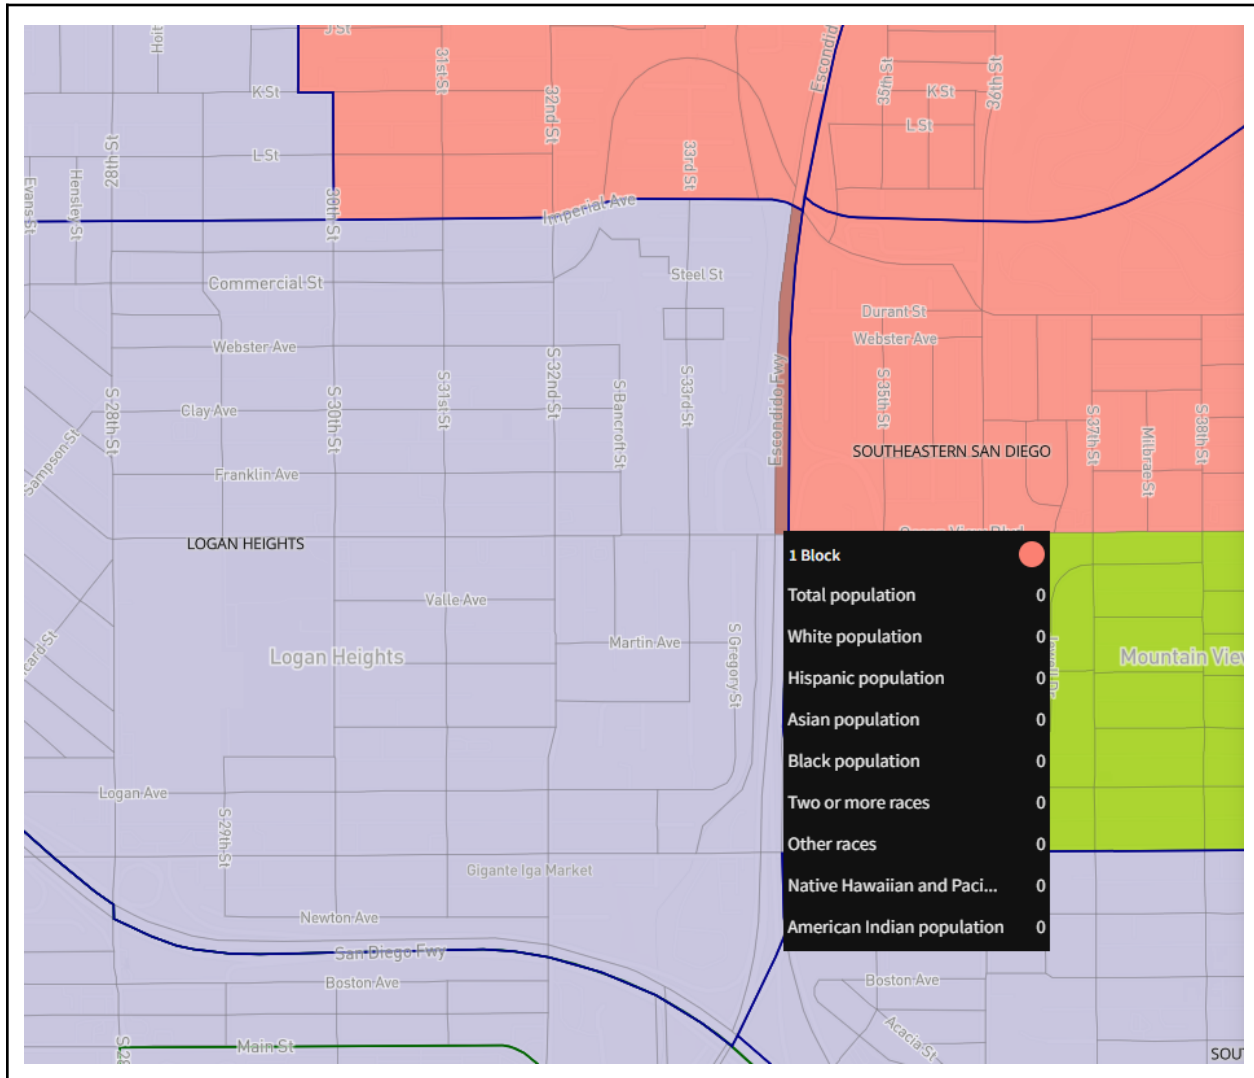 Hoit
J St
31st St
Escondid
35th St
36th St
K St
K St
32nd St
L St
L St
28th St
33rd St
Evans St
Hensley St
30th St
Imperial Ave
Commercial St
Steel St
Durant St
Webster Ave
Webster Ave
S 28th St
S 30th St
S 31st St
S 32nd St
S Bancroft St
S 33rd St
Escondido Fwy
S 35th St
Clay Ave
S 37th St
Milbrae St
S 38th St
Sampson St
SOUTHEASTERN SAN DIEGO
Franklin Ave
LOGAN HEIGHTS
1 Block
Total population 0
White population 0
Hispanic population 0
Asian population 0
Black population 0
Two or more races 0
Other races 0
Native Hawaiian and Paci... 0
American Indian population 0
Valle Ave
Martin Ave
S Gregory St
Logan Heights
Mountain View
Logan Ave
S 29th St
Gigante Iga Market
Newton Ave
San Diego Fwy
Boston Ave
Boston Ave
Acacia St
Main St
SOUT